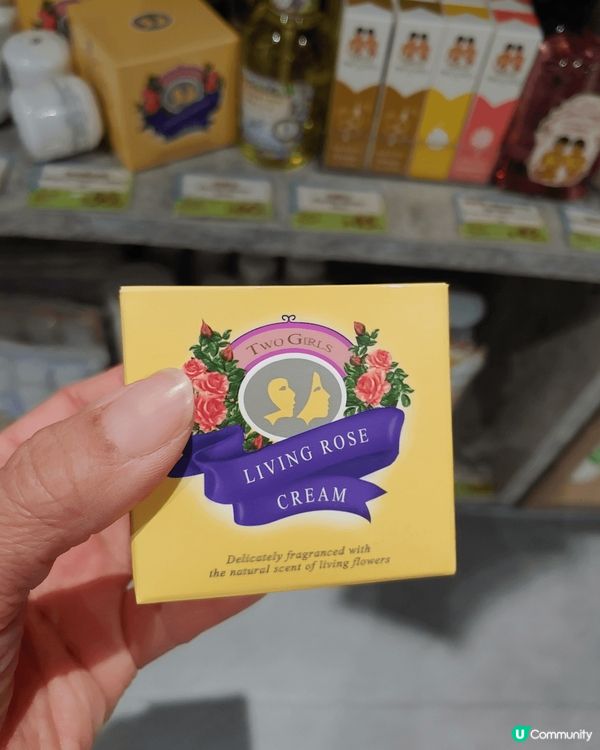 TWO GIRLS
LIVING ROSE
CREAM
Delicately fragranced with
the natural scent of living flowers
U Community